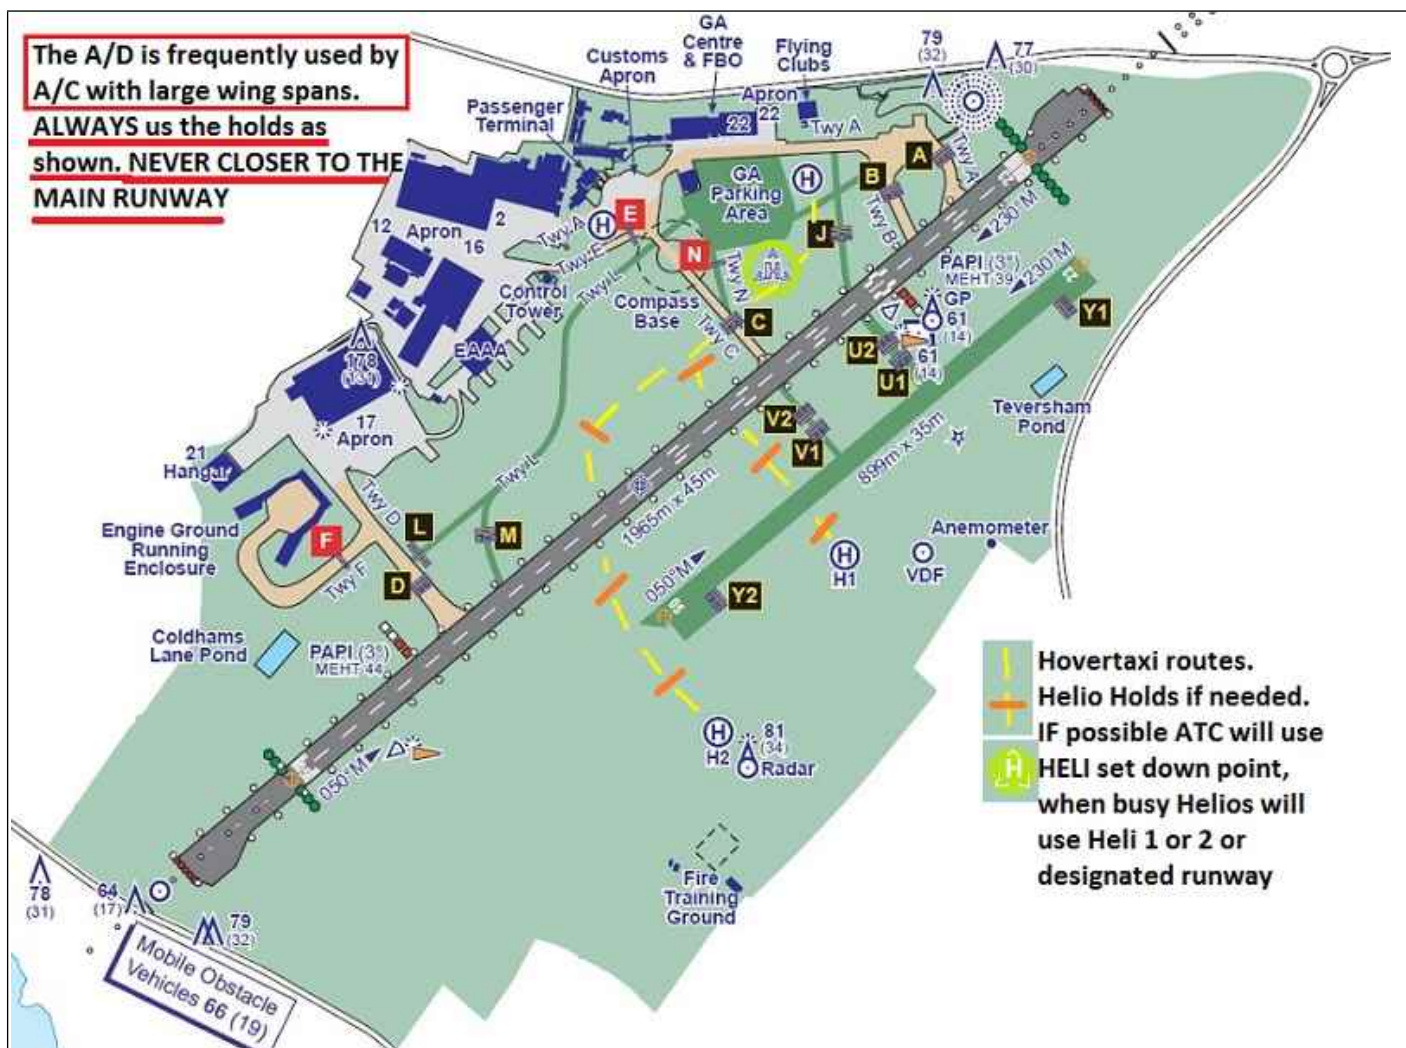 The A/D is frequently used by
A/C with large wing spans.
ALWAYS us the holds as
shown. NEVER CLOSER TO THE
MAIN RUNWAY
GA
Centre
& FBO
Customs
Apron
Flying
Clubs
79
(32)
77
(30)
Passenger
Terminal
Apron
22
22
Twy A
A
Twy A
B
GA
Parking
Area
H
Twy B
230°M
E
H
Twy A
Twy E
12
Apron
2
16
J
N
H
Twy N
PAPI (3°)
MEHT 39
230°M
23
Twy L
Control
Tower
Compass
Base
C
Twy C
GP
61
(14)
Y1
178
(131)
EAAA
U2
61
(14)
U1
Teversham
Pond
V2
V1
17
Apron
899m x 35m
21
Hangar
Twy L
1965m x 45m
Twy D
Engine Ground
Running
Enclosure
L
M
Anemometer
F
Twy F
D
H
H1
VDF
050°M
05
Y2
Coldhams
Lane Pond
PAPI (3°)
MEHT 44
Hovertaxi routes.
Helio Holds if needed.
IF possible ATC will use
H
HELI set down point,
when busy Helios will
use Heli 1 or 2 or
designated runway
050°M
H
H2
81
(34)
Radar
Fire
Training
Ground
78
(31)
64
(17)
79
(32)
Mobile Obstacle
Vehicles 66 (19)